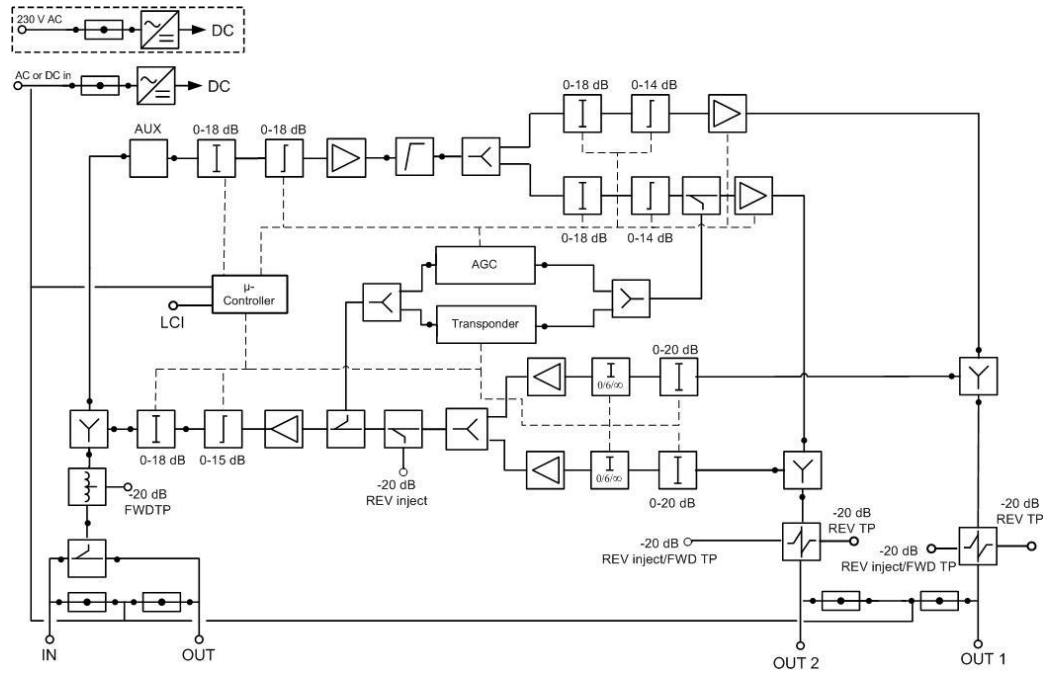 230 V AC
DC
AC or DC in
DC
0-18 dB
0-14 dB
AUX
0-18 dB
0-18 dB
0-18 dB
0-14 dB
AGC
μ-
Controller
LCI
Transponder
0-20 dB
0/6/∞
0-18 dB
0-15 dB
0/6/∞
-20 dB
REV inject
0-20 dB
-20 dB
FWDTP
-20 dB
REV TP
-20 dB
REV inject/FWD TP
-20 dB
REV TP
-20 dB
REV inject/FWD TP
IN
OUT
OUT 2
OUT 1